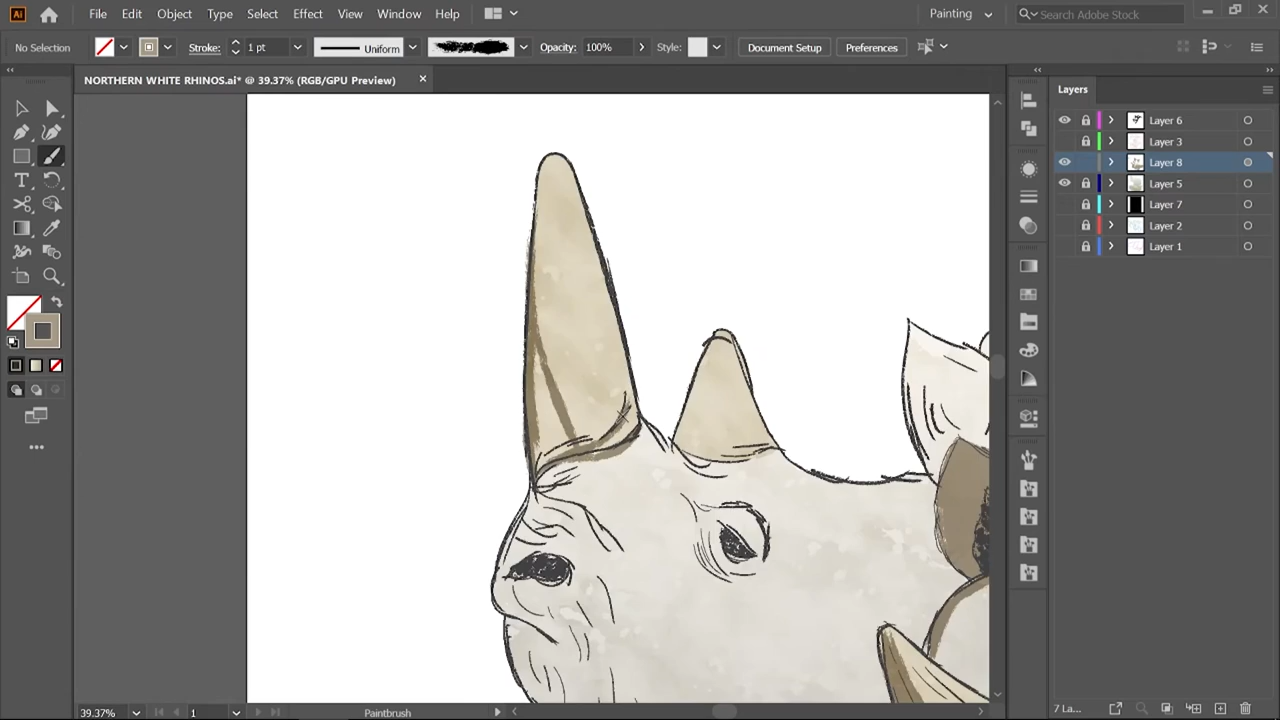 Ai File Edit Object Type Select Effect View Window Help Painting Search Adobe Stock
No Selection Stroke: 1 pt Uniform Opacity: 100% Style: Document Setup Preferences
NORTHERN WHITE RHINOS.ai* @ 39.37% (RGB/GPU Preview)
Layers
Layer 6
Layer 3
Layer 8
Layer 5
Layer 7
Layer 2
Layer 1
39.37% 1 Paintbrush 7 La...